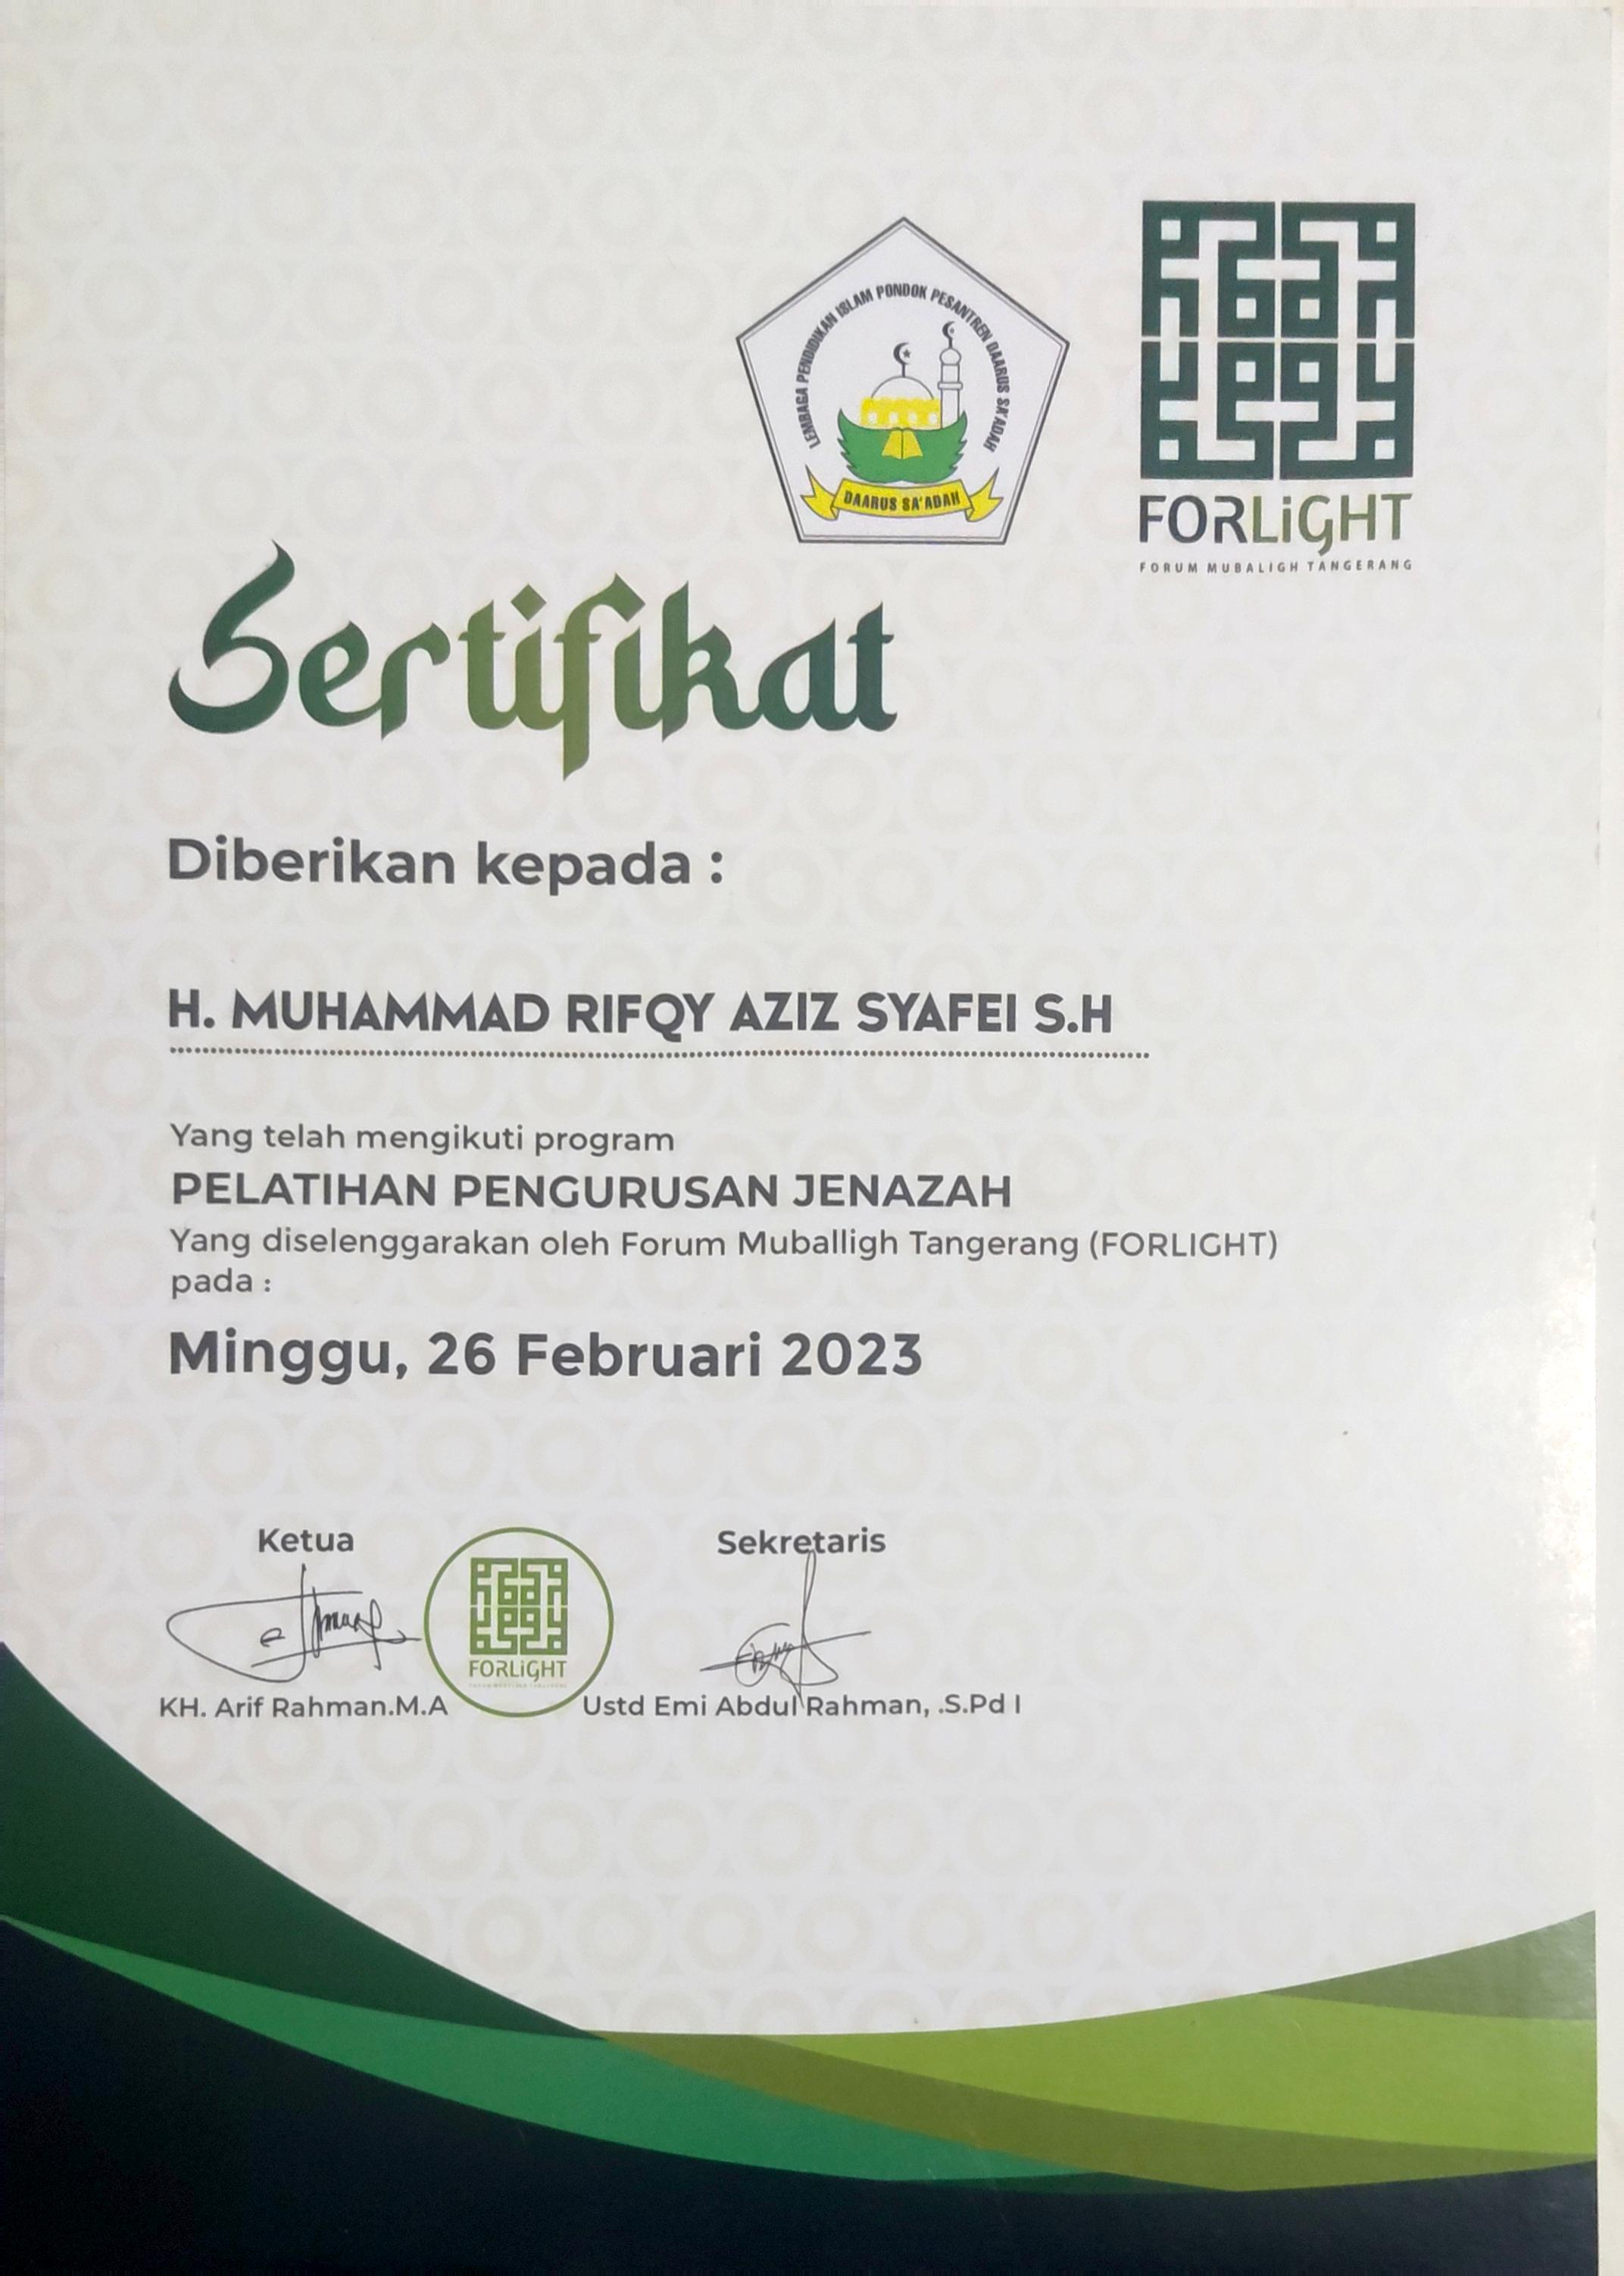 LEMBAGA PENDIDIKAN ISLAM PONDOK PESANTREN DAARUS SA'ADAH
DAARUS SA'ADAH
FORLiGHT
FORUM MUBALIGH TANGERANG
Sertifikat
Diberikan kepada :
H. MUHAMMAD RIFQY AZIZ SYAFEI S.H
Yang telah mengikuti program
PELATIHAN PENGURUSAN JENAZAH
Yang diselenggarakan oleh Forum Muballigh Tangerang (FORLIGHT)
pada :
Minggu, 26 Februari 2023
Ketua
Sekretaris
FORLiGHT
KH. Arif Rahman.M.A
Ustd Emi Abdul Rahman, .S.Pd I